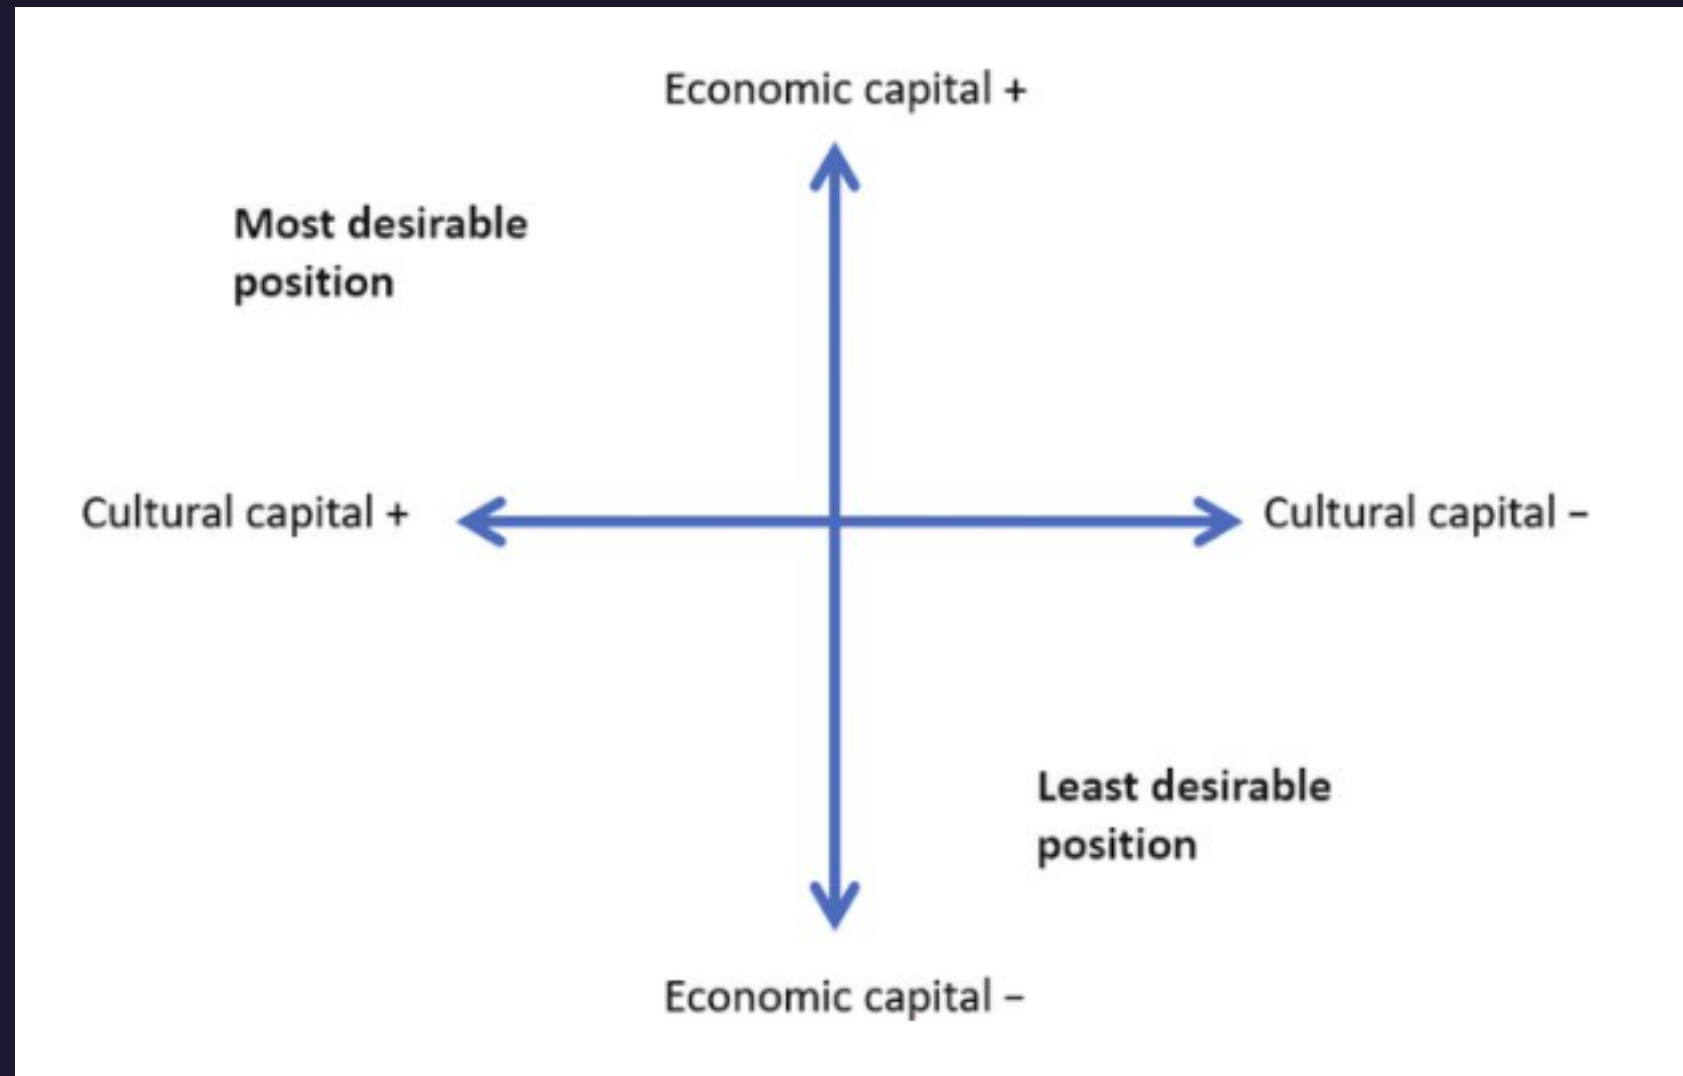 Economic capital +
Most desirable
position
Cultural capital +
Cultural capital –
Least desirable
position
Economic capital –